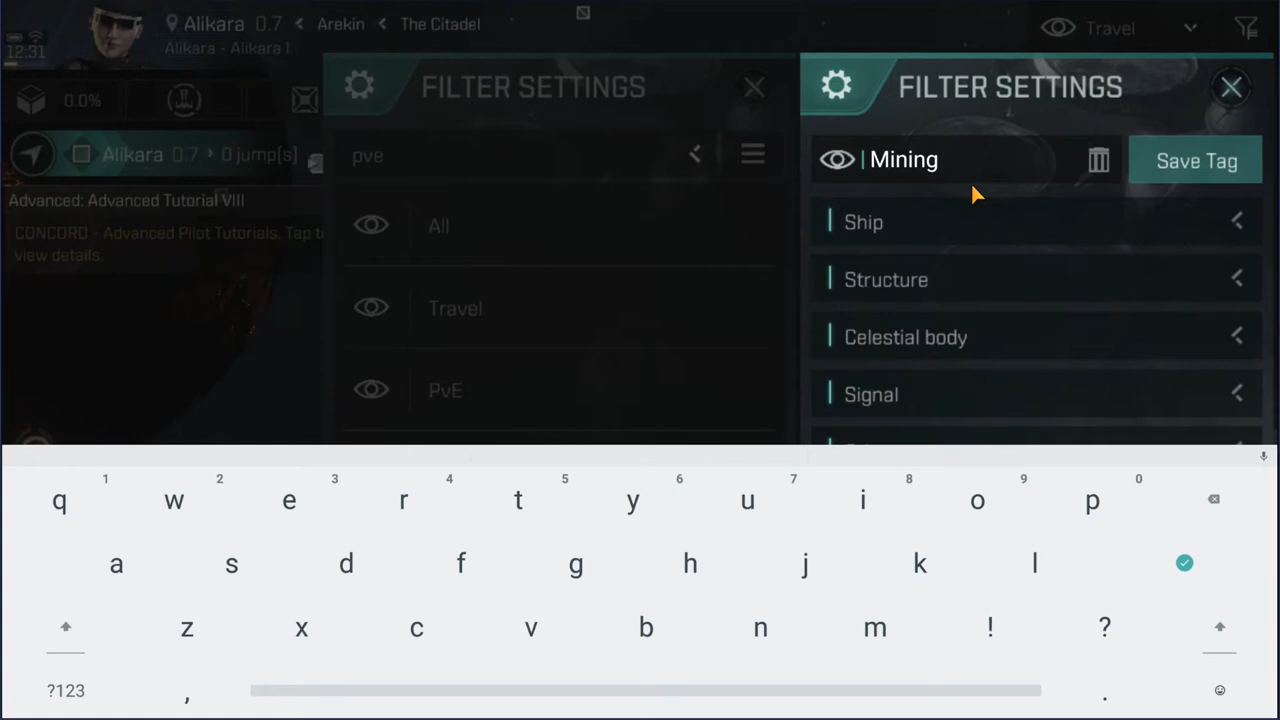 Alikara 0.7 < Arekin < The Citadel
Alikara - Alikara I
12:31
Travel
0.0%
Alikara 0.7 › 0 jump[s]
Advanced: Advanced Tutorial VIII
CONCORD - Advanced Pilot Tutorials. Tap to
view details.
FILTER SETTINGS
pve
All
Travel
PvE
FILTER SETTINGS
Mining
Save Tag
Ship
Structure
Celestial body
Signal
1 2 3 4 5 6 7 8 9 0
q w e r t y u i o p
a s d f g h j k l
z x c v b n m ! ?
?123 , .